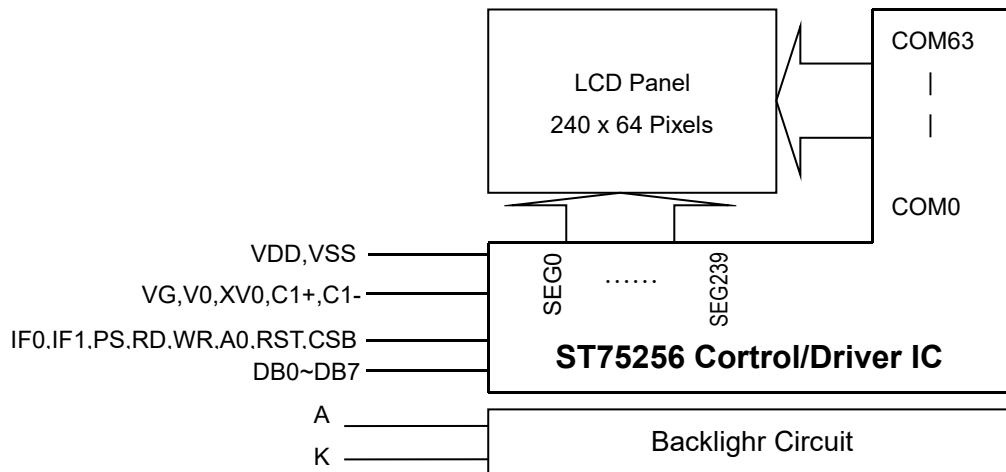 COM63
LCD Panel
|
240 x 64 Pixels
|
COM0
VDD,VSS
SEG0
......
SEG239
VG,V0,XV0,C1+,C1-
IF0,IF1,PS,RD,WR,A0,RST,CSB
ST75256 Cortrol/Driver IC
DB0~DB7
A
Backlighr Circuit
K